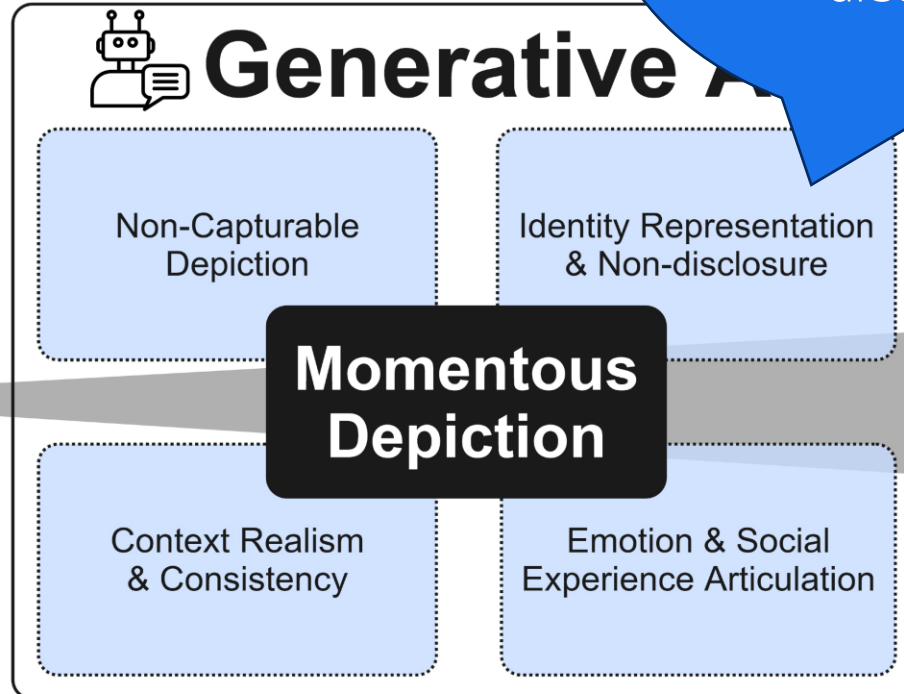 Generative
Non-Capturable
Depiction
Identity Representation
& Non-disclosure
Momentous
Depiction
Context Realism
& Consistency
Emotion & Social
Experience Articulation